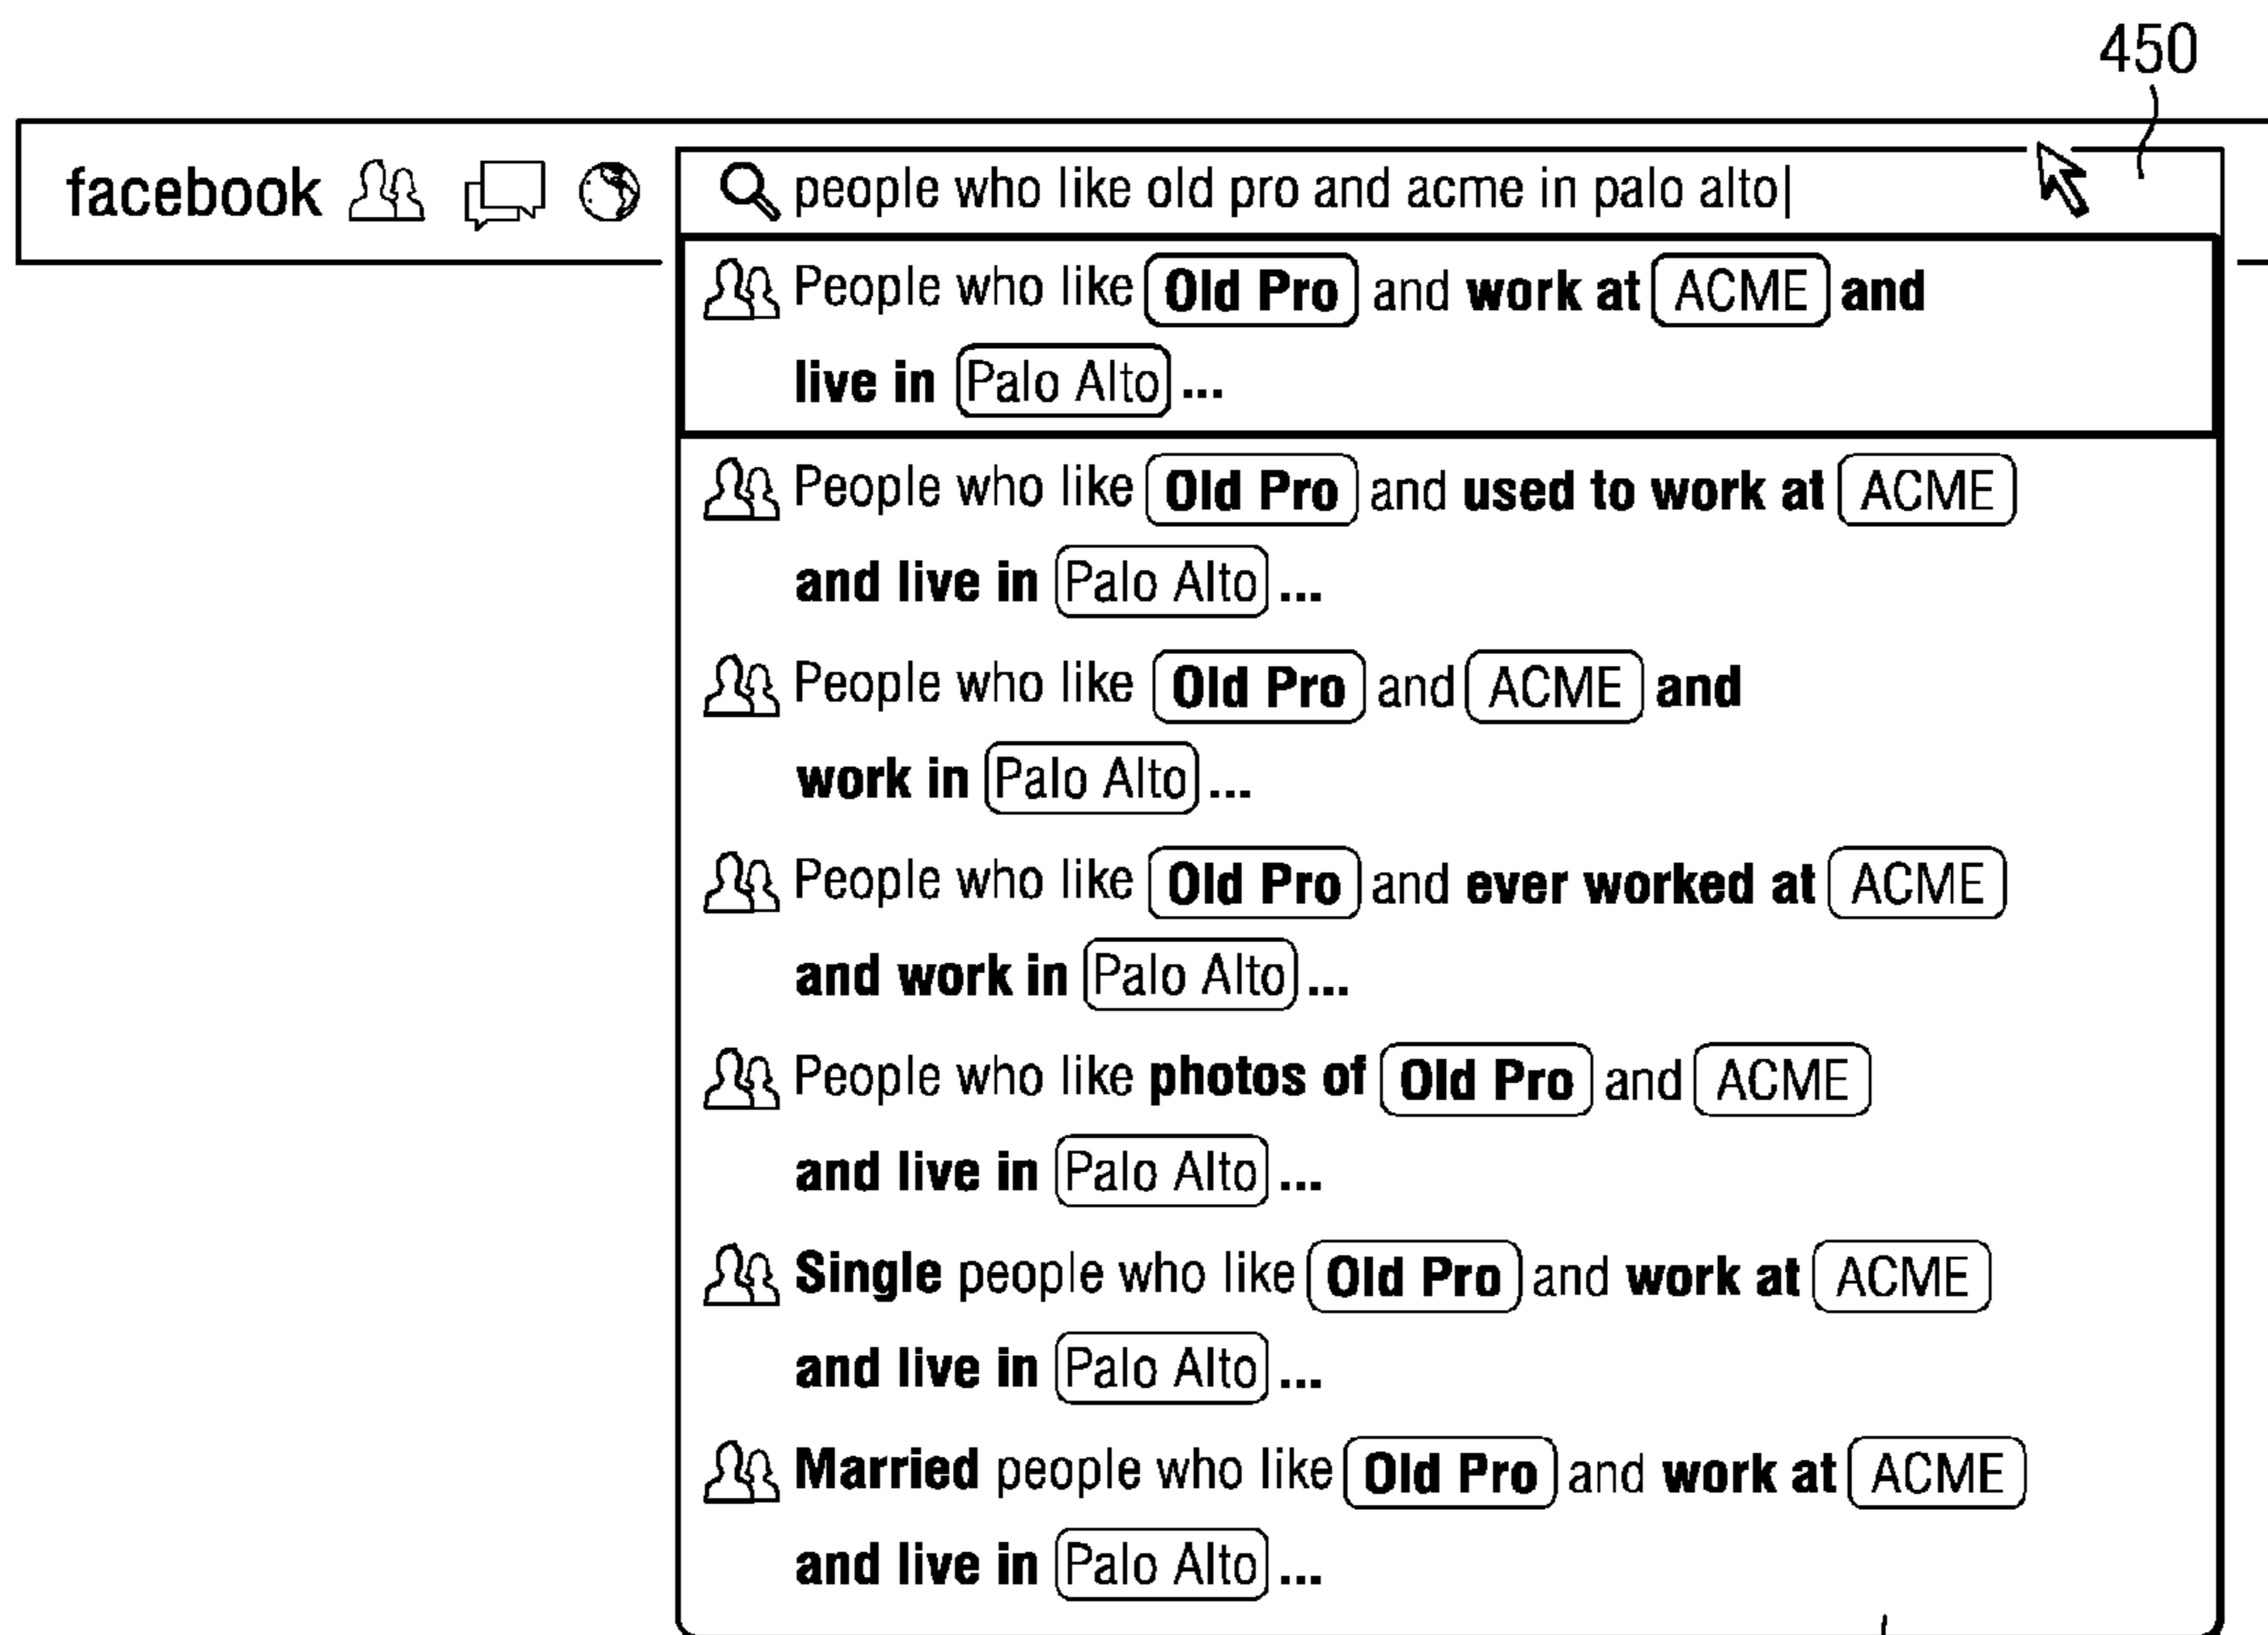 450
facebook people who like old pro and acme in palo alto
People who like Old Pro and work at ACME and
live in Palo Alto ...
People who like Old Pro and used to work at ACME
and live in Palo Alto ...
People who like Old Pro and ACME and
work in Palo Alto ...
People who like Old Pro and ever worked at ACME
and work in Palo Alto ...
People who like photos of Old Pro and ACME
and live in Palo Alto ...
Single people who like Old Pro and work at ACME
and live in Palo Alto ...
Married people who like Old Pro and work at ACME
and live in Palo Alto ...